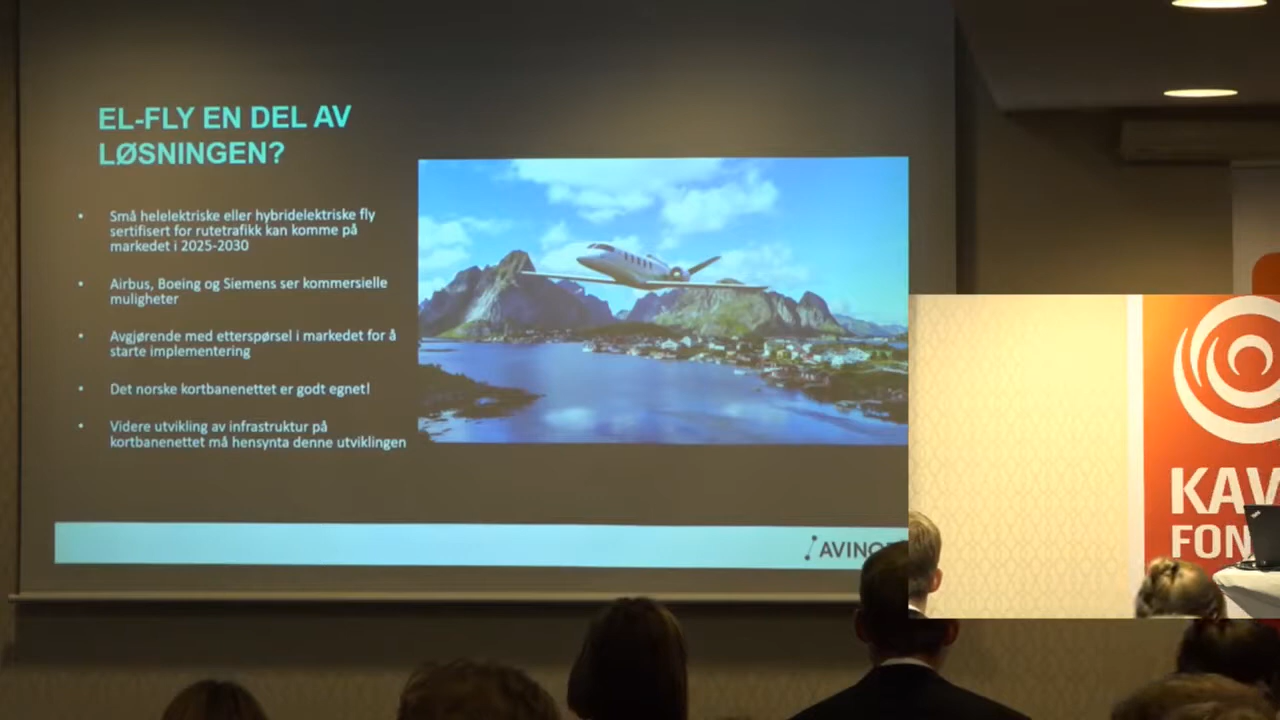 EL-FLY EN DEL AV
LØSNINGEN?
• Små helelektriske eller hybridelektriske fly
sertifisert for rutetrafikk kan komme på
markedet i 2025-2030
• Airbus, Boeing og Siemens ser kommersielle
muligheter
• Avgjørende med etterspørsel i markedet for å
starte implementering
• Det norske kortbanenettet er godt egnet!
• Videre utvikling av infrastruktur på
kortbanenettet må hensynta denne utviklingen
AVINO
KAV
FON